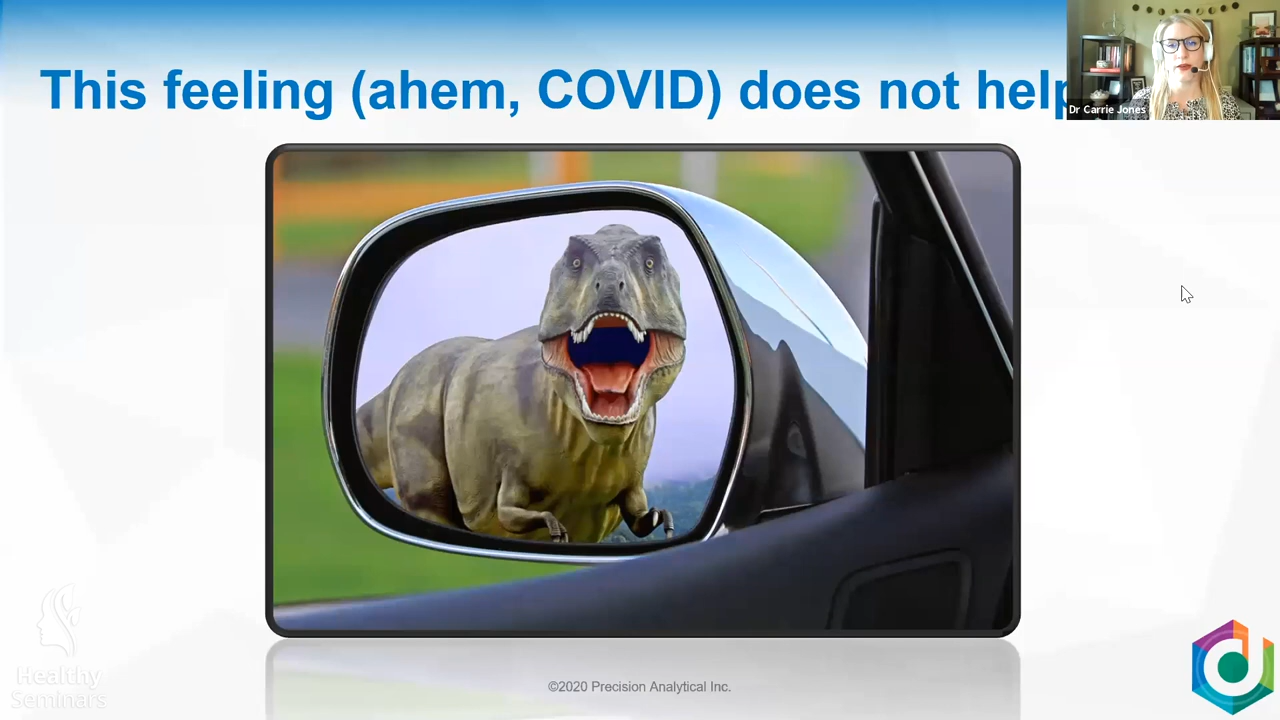 This feeling (ahem, COVID) does not help
Dr Carrie Jones
Healthy
Seminars
©2020 Precision Analytical Inc.